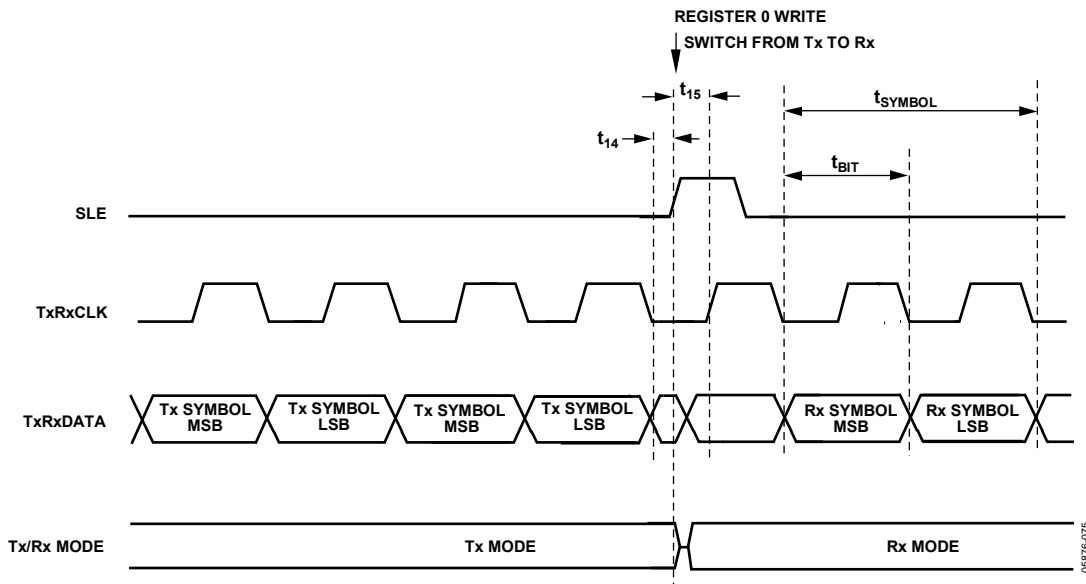 REGISTER 0 WRITE
SWITCH FROM Tx TO Rx
t15
tSYMBOL
t14
tBIT
SLE
TxRxCLK
TxRxDATA
Tx SYMBOL
MSB
Tx SYMBOL
LSB
Tx SYMBOL
MSB
Tx SYMBOL
LSB
Rx SYMBOL
MSB
Rx SYMBOL
LSB
Tx/Rx MODE
Tx MODE
Rx MODE
05876-076